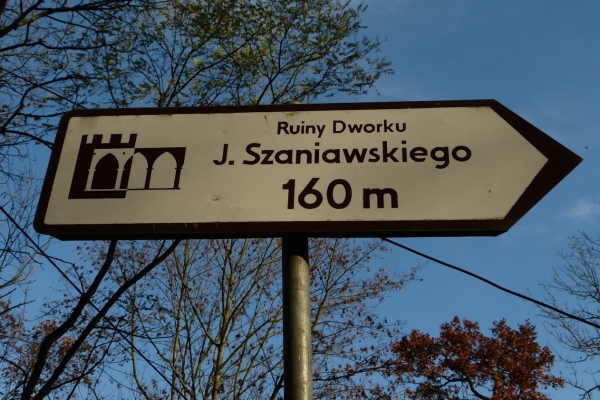 Ruiny Dworku
J. Szaniawskiego
160 m